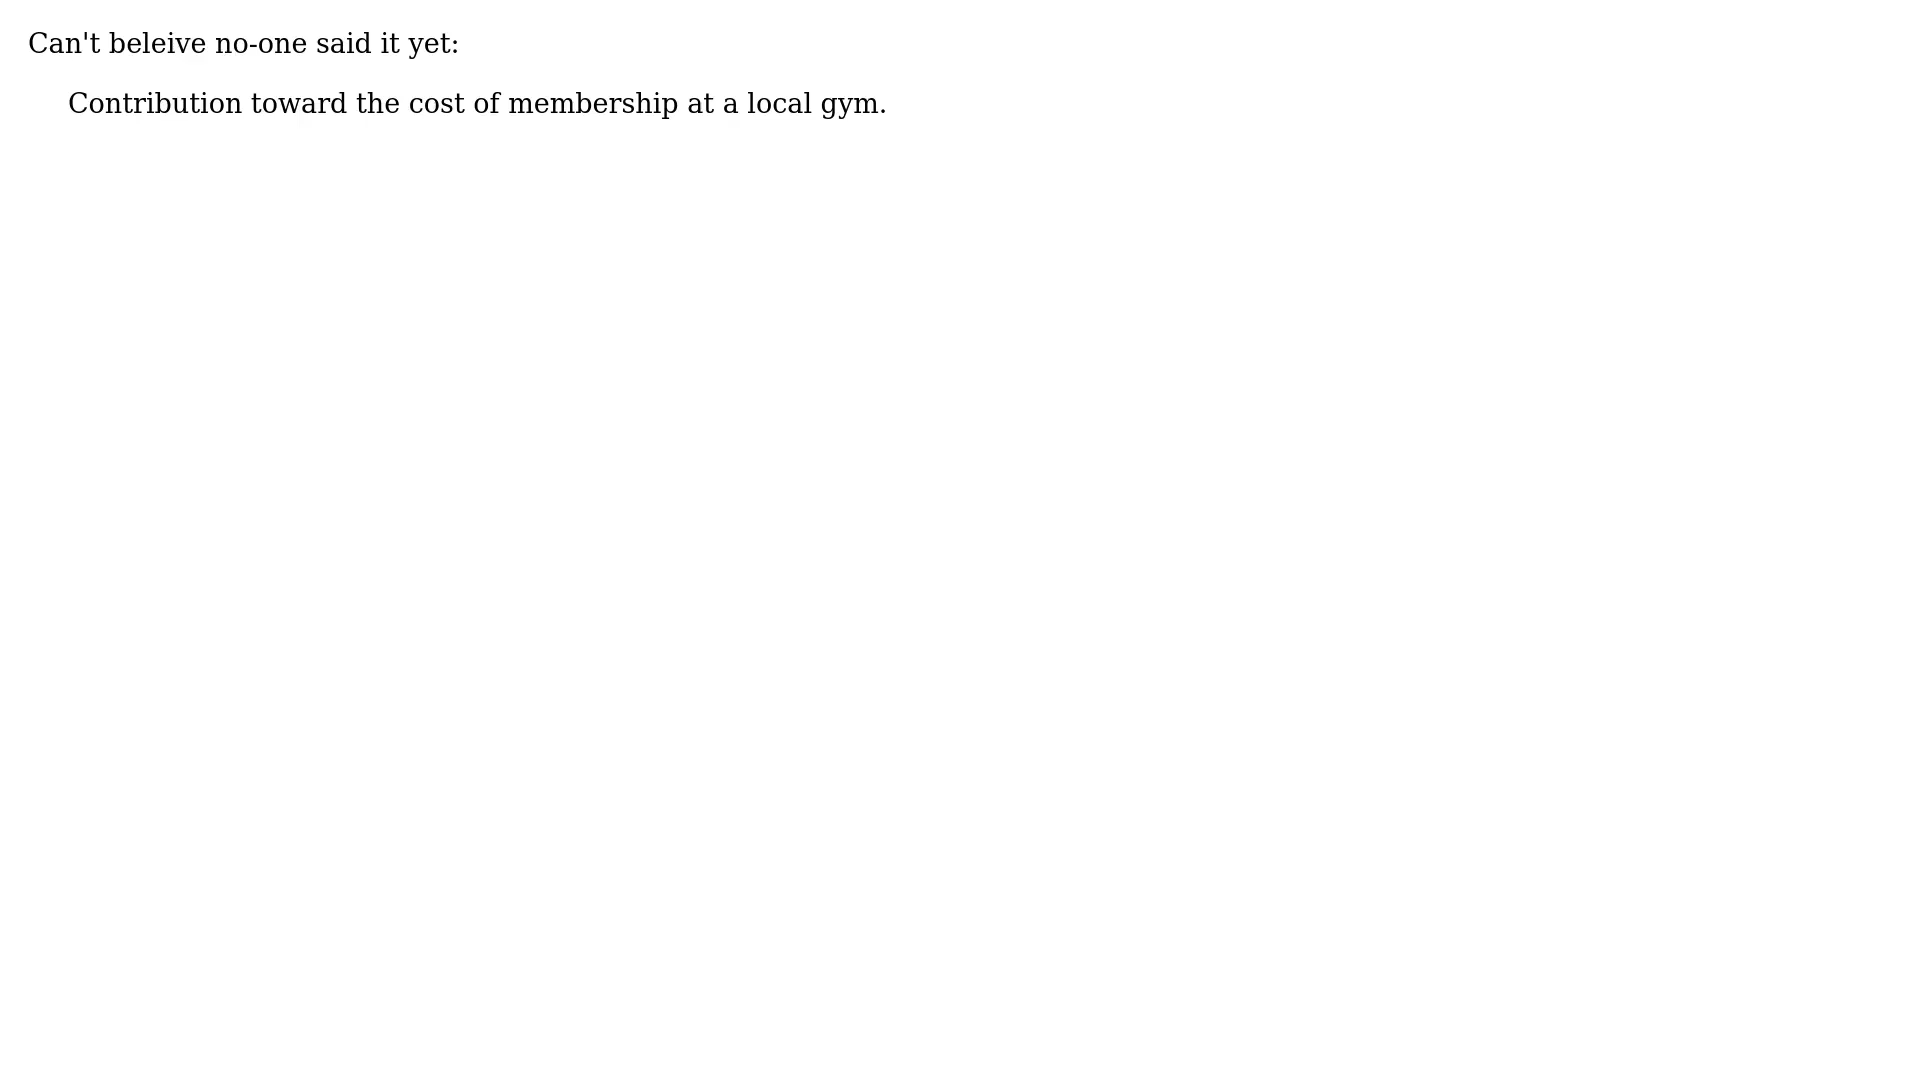 Can't beleive no-one said it yet:
Contribution toward the cost of membership at a local gym.